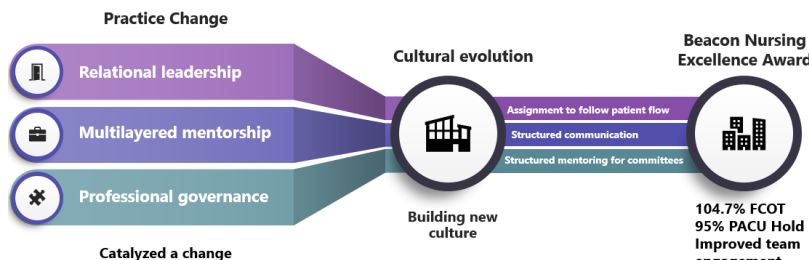 Practice Change
Relational leadership
Multilayered mentorship
Professional governance
Catalyzed a change
Cultural evolution
Building new
culture
Assignment to follow patient flow
Structured communication
Structured mentoring for committees
Beacon Nursing
Excellence Award
104.7% FCOT
95% PACU Hold
Improved team
engagement